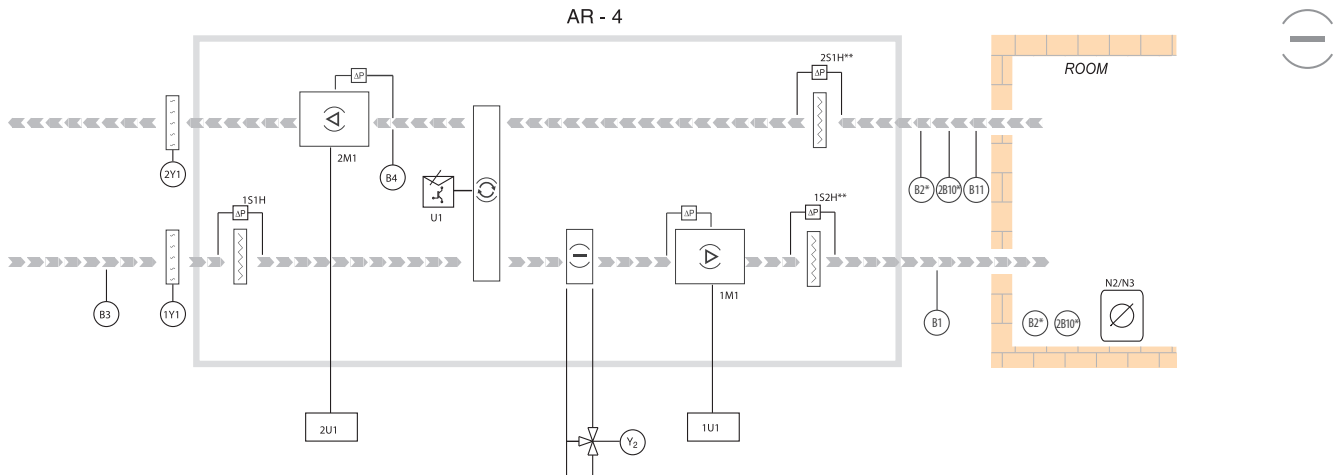 AR - 4
ROOM
ΔP
2S1H**
ΔP
2M1
2Y1
B4
U1
B2*
2B10*
B11
1S1H
ΔP
ΔP
1S2H**
ΔP
1M1
B3
1Y1
B1
B2*
2B10*
N2/N3
2U1
1U1
Y2